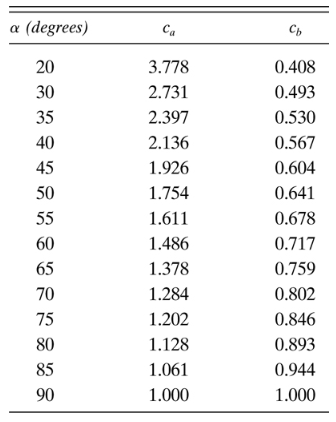 α (degrees) c_a c_b
20 3.778 0.408
30 2.731 0.493
35 2.397 0.530
40 2.136 0.567
45 1.926 0.604
50 1.754 0.641
55 1.611 0.678
60 1.486 0.717
65 1.378 0.759
70 1.284 0.802
75 1.202 0.846
80 1.128 0.893
85 1.061 0.944
90 1.000 1.000